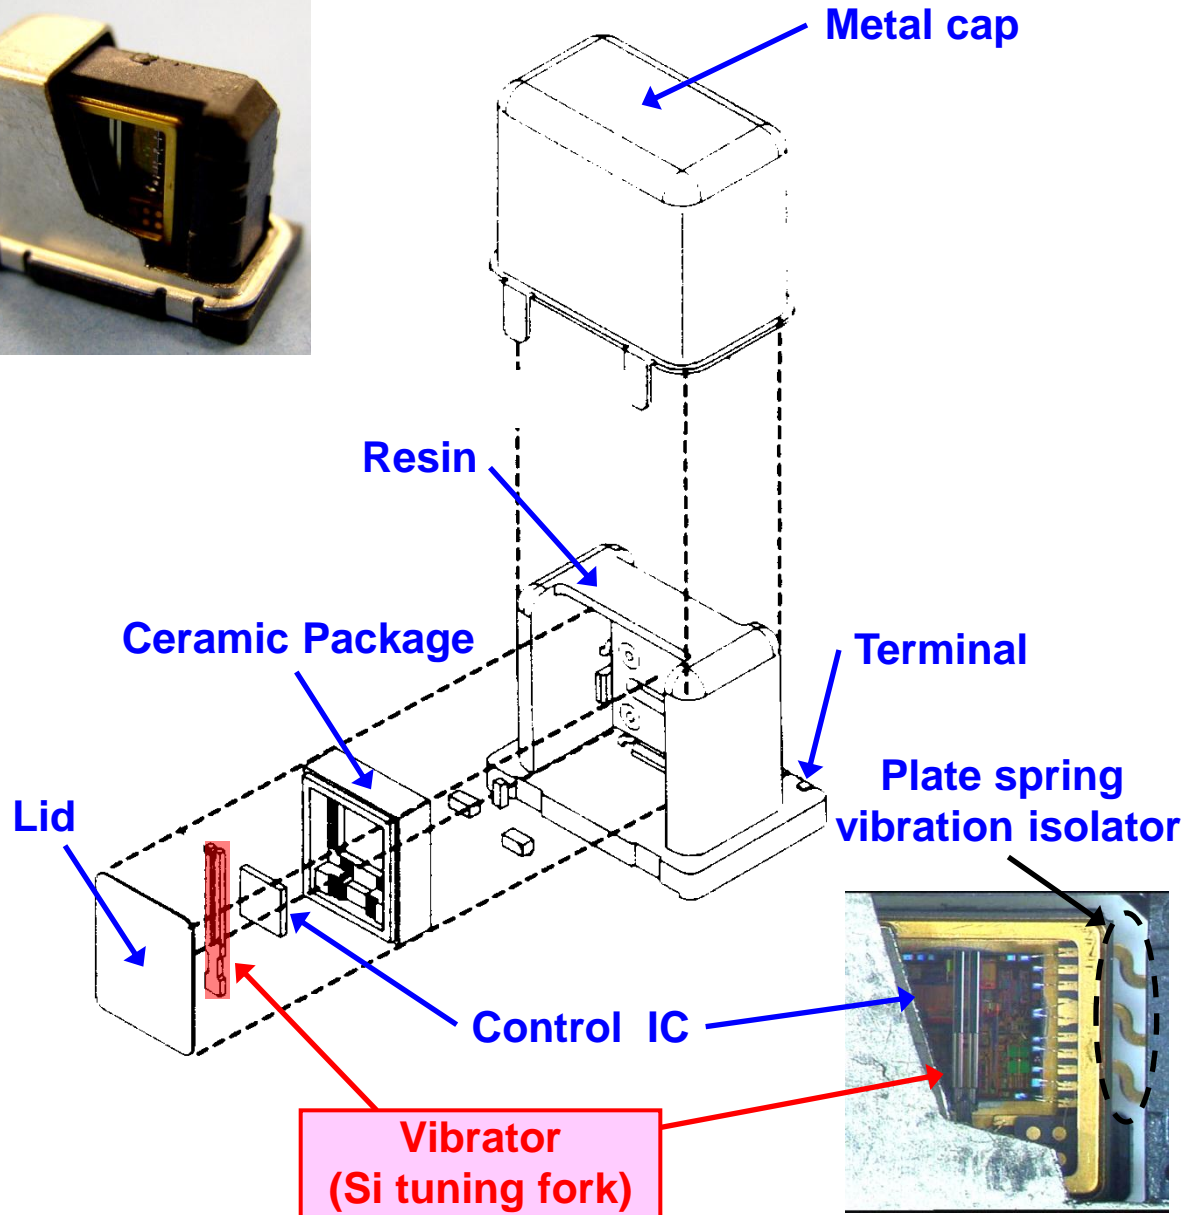 Metal cap
Resin
Ceramic Package
Terminal
Plate spring
vibration isolator
Lid
Control IC
Vibrator
(Si tuning fork)